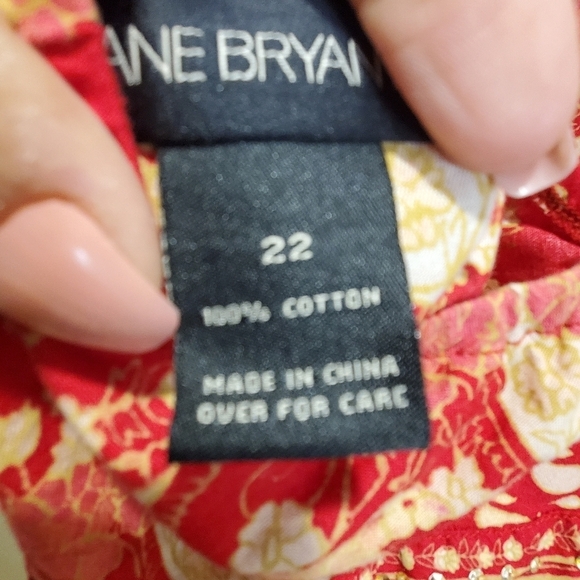 ANE BRYAN
22
100% COTTON
MADE IN CHINA
OVER FOR CARE